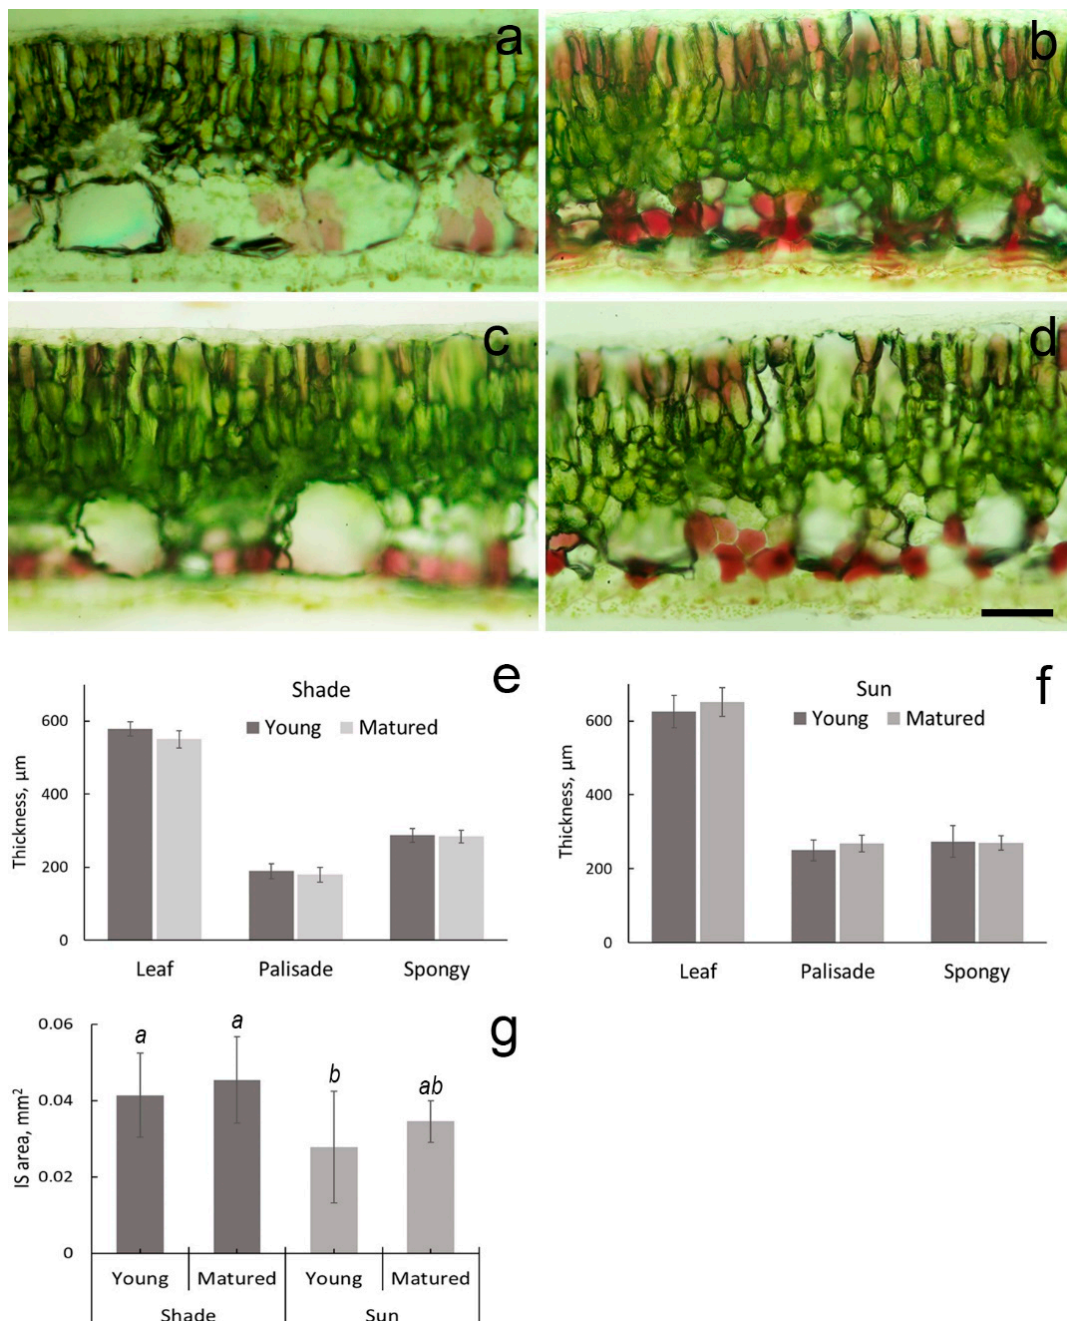 a
b
c
d
e
Shade
Young Matured
Thickness, µm
600
400
200
0
Leaf Palisade Spongy
f
Sun
Young Matured
Thickness, µm
600
400
200
0
Leaf Palisade Spongy
g
IS area, mm²
0.06
0.04
0.02
0
a
a
b
ab
Young Matured Young Matured
Shade Sun